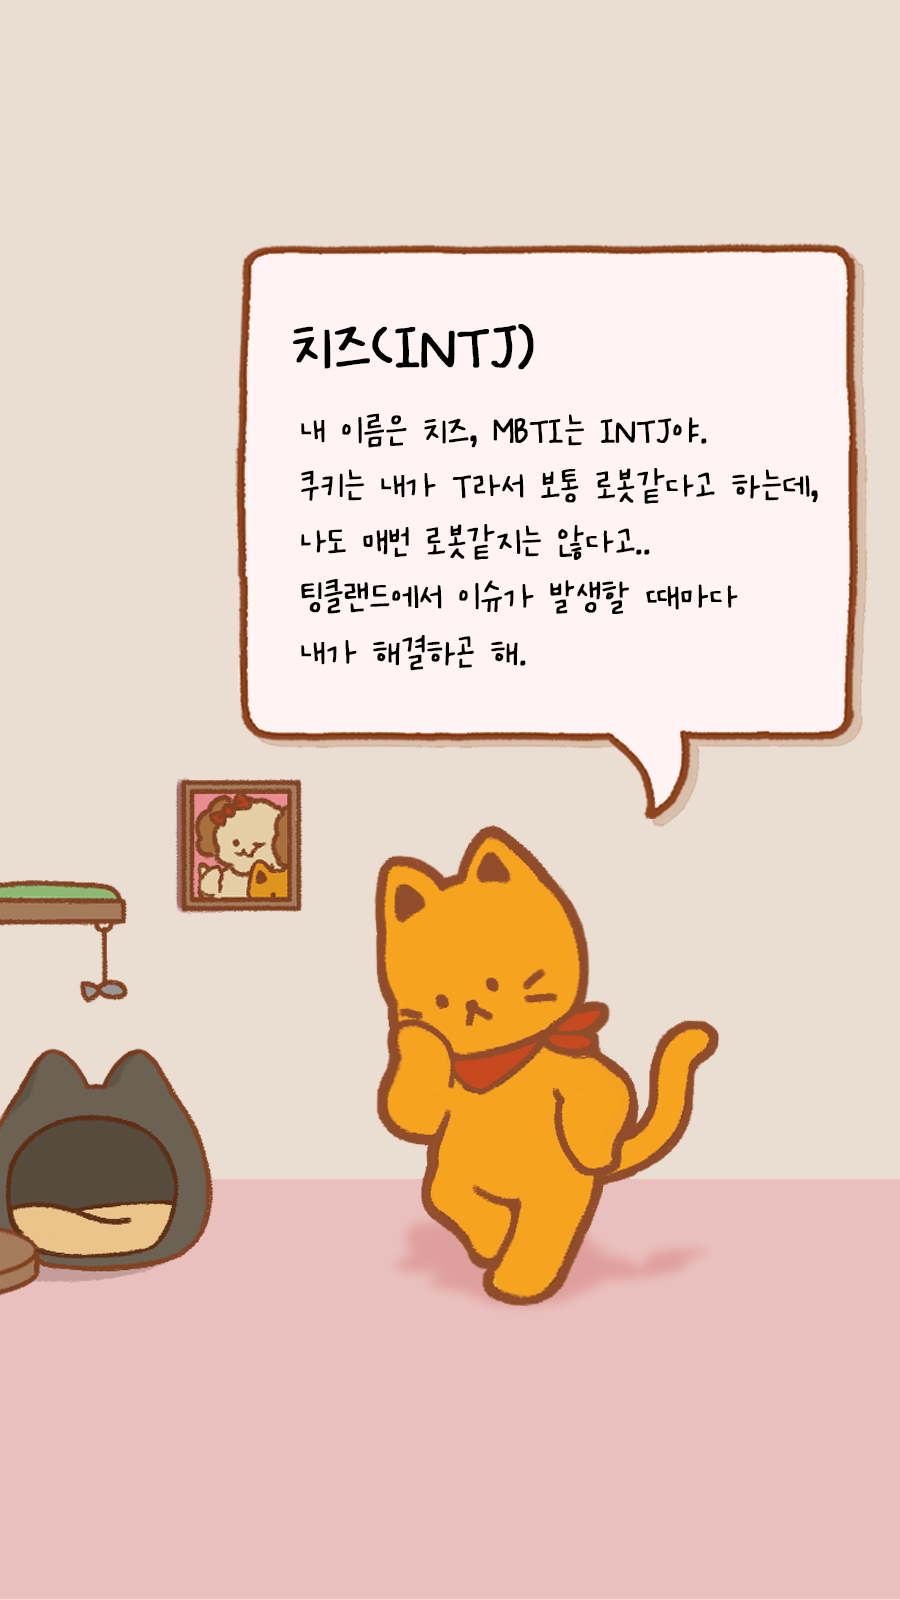 치즈(INTJ)
내 이름은 치즈, MBTI는 INTJ야.
쿠키는 내가 T라서 보통 로봇같다고 하는데,
나도 매번 로봇같지는 않다고..
팅클랜드에서 이슈가 발생할 때마다
내가 해결하곤 해.